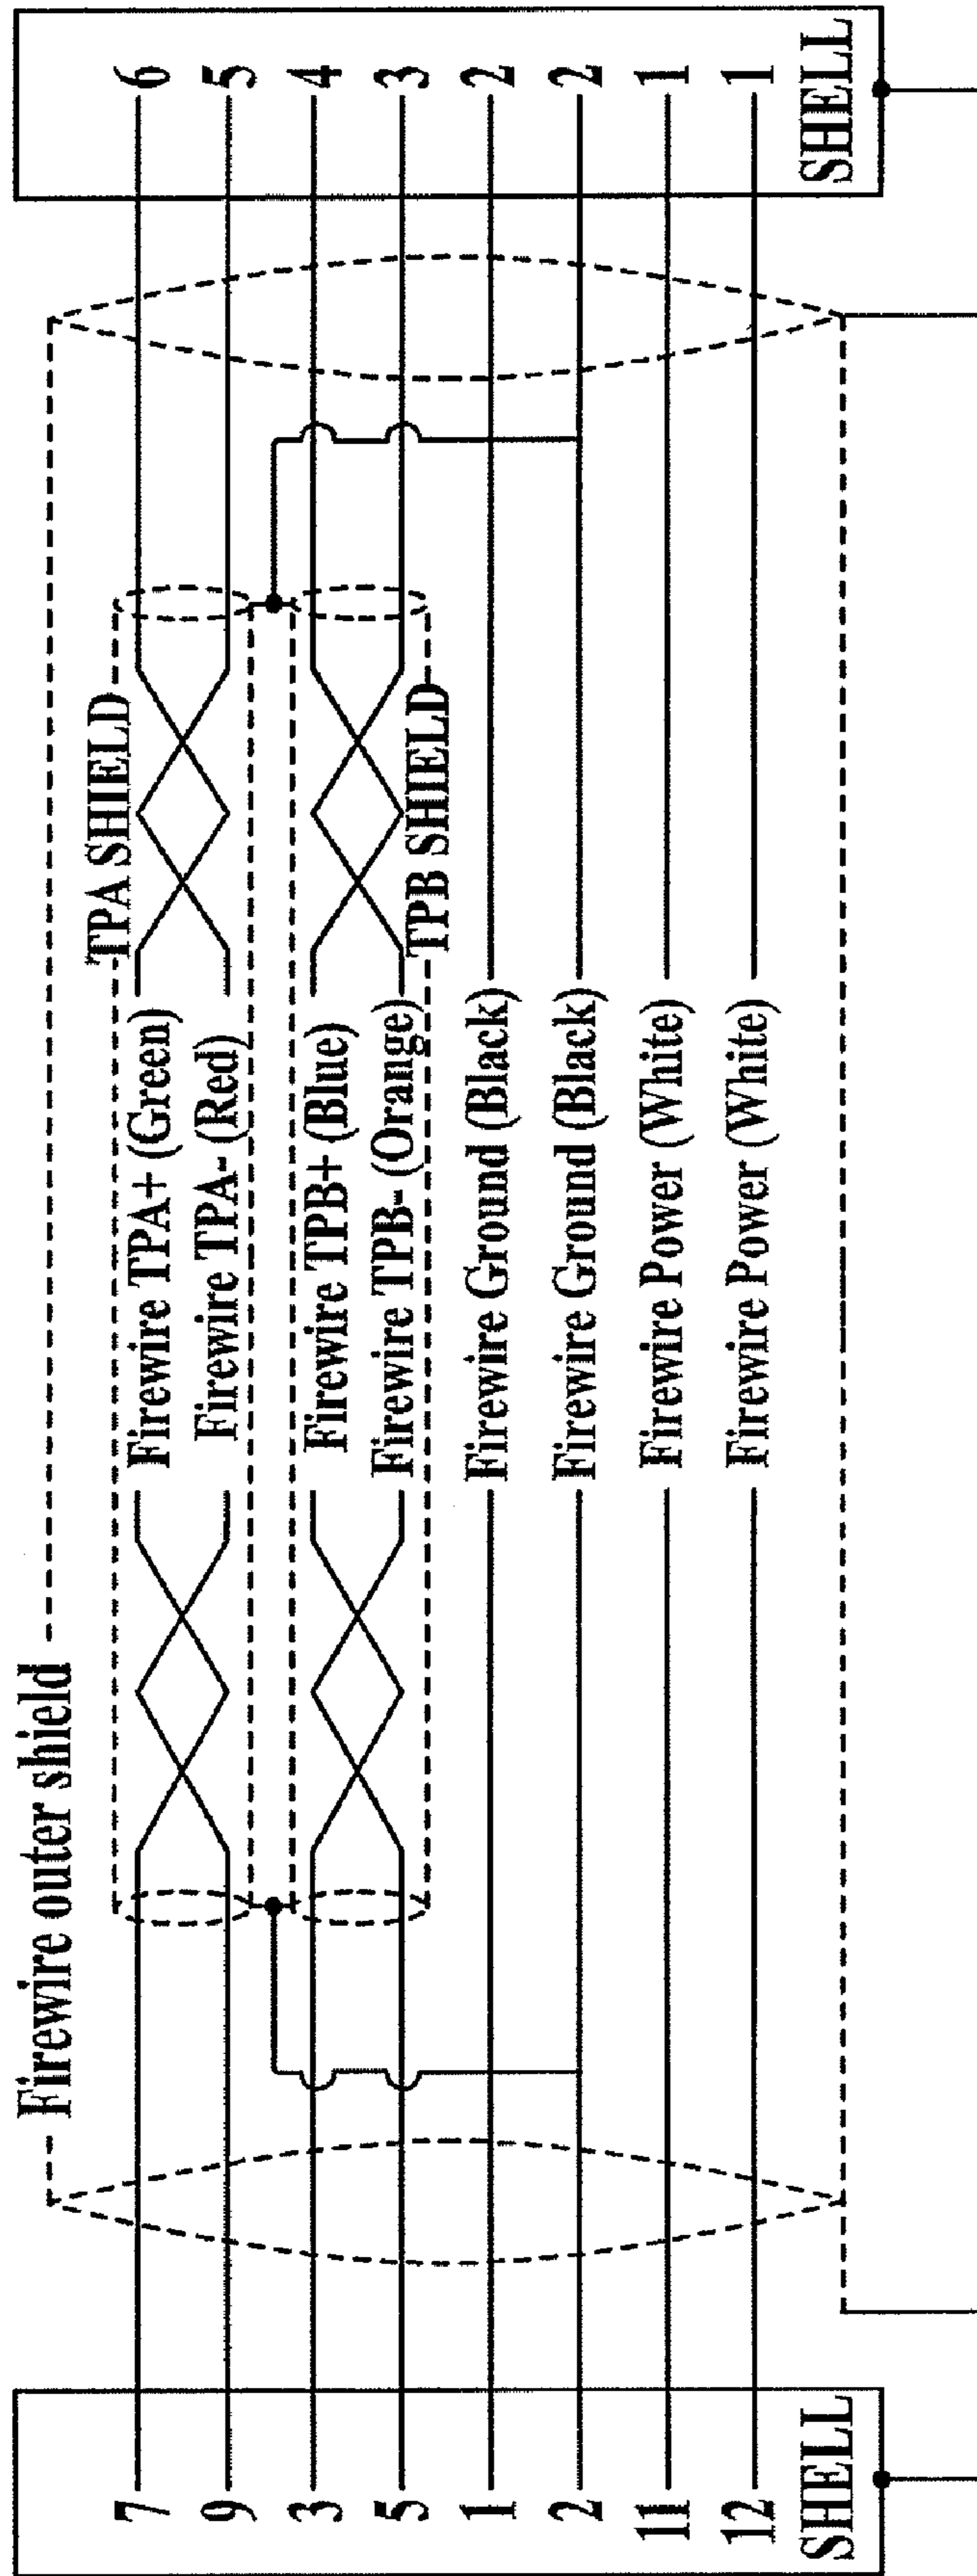 Firewire outer shield
TPA SHIELD
7 Firewire TPA+ (Green) 6
9 Firewire TPA- (Red) 5
3 Firewire TPB+ (Blue) 4
5 Firewire TPB- (Orange) 3
TPB SHIELD
1 Firewire Ground (Black) 2
2 Firewire Ground (Black) 2
11 Firewire Power (White) 1
12 Firewire Power (White) 1
SHELL SHELL